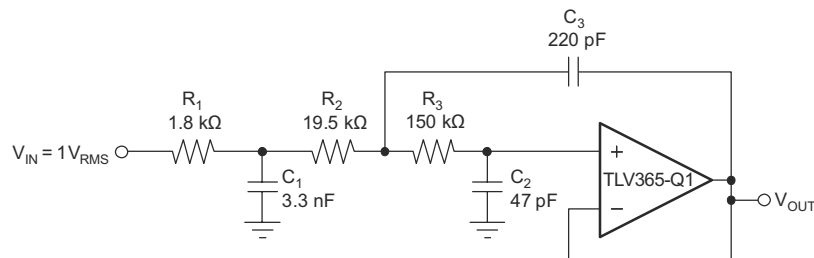 C3
220 pF
R1
1.8 kΩ
R2
19.5 kΩ
R3
150 kΩ
VIN = 1VRMS
C1
3.3 nF
C2
47 pF
+
TLV365-Q1
−
VOUT